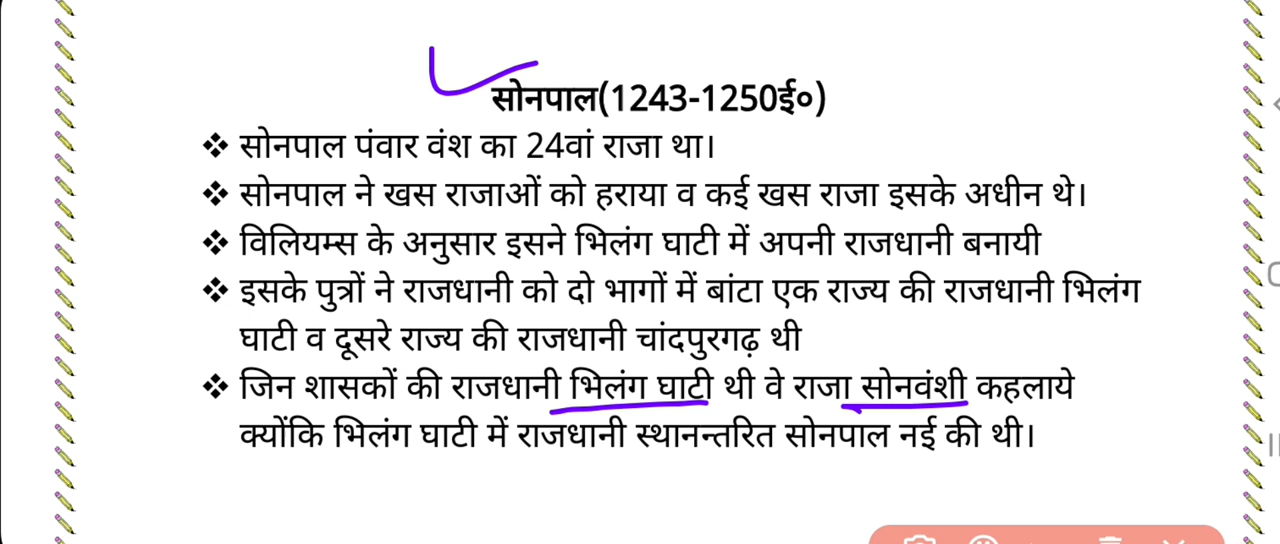 सोनपाल(1243-1250ई०)
❖ सोनपाल पंवार वंश का 24वां राजा था।
❖ सोनपाल ने खस राजाओं को हराया व कई खस राजा इसके अधीन थे।
❖ विलियम्स के अनुसार इसने भिलंग घाटी में अपनी राजधानी बनायी
❖ इसके पुत्रों ने राजधानी को दो भागों में बांटा एक राज्य की राजधानी भिलंग
घाटी व दूसरे राज्य की राजधानी चांदपुरगढ़ थी
❖ जिन शासकों की राजधानी भिलंग घाटी थी वे राजा सोनवंशी कहलाये
क्योंकि भिलंग घाटी में राजधानी स्थानन्तरित सोनपाल नई की थी।